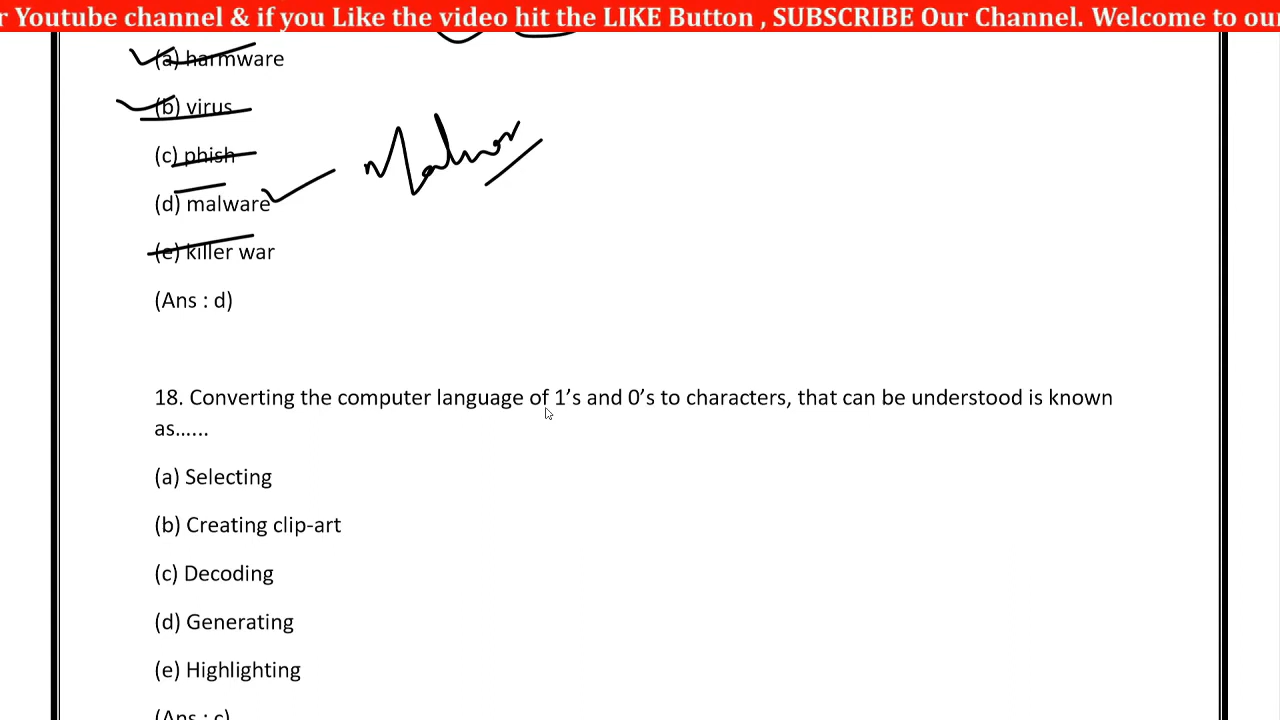 r Youtube channel & if you Like the video hit the LIKE Button , SUBSCRIBE Our Channel. Welcome to our
(a) harmware
(b) virus
(c) phish
(d) malware
(e) killer war
(Ans : d)
18. Converting the computer language of 1’s and 0’s to characters, that can be understood is known
as......
(a) Selecting
(b) Creating clip-art
(c) Decoding
(d) Generating
(e) Highlighting
(Ans : c)